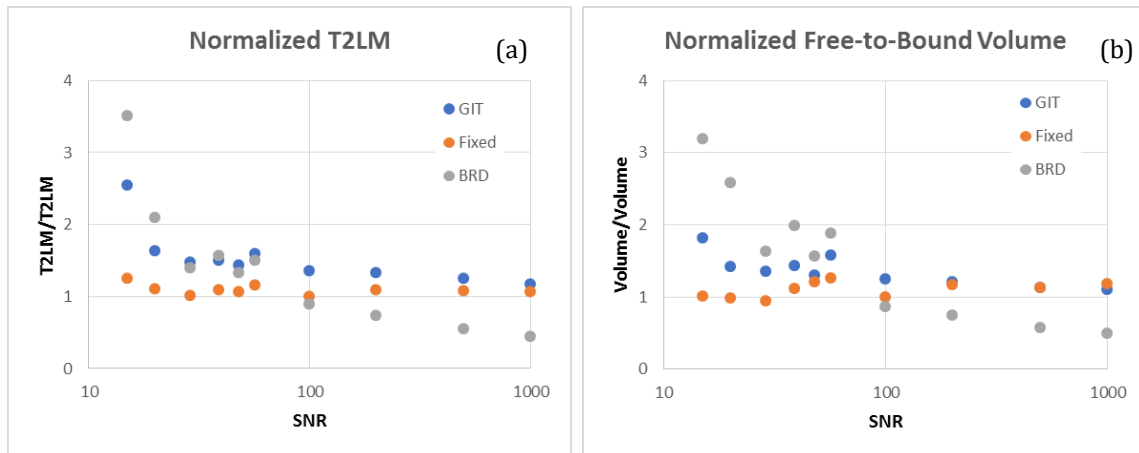 Normalized T2LM
(a)
4
3
2
1
0
T2LM/T2LM
10
100
1000
SNR
GIT
Fixed
BRD
Normalized Free-to-Bound Volume
(b)
4
3
2
1
0
Volume/Volume
10
100
1000
SNR
GIT
Fixed
BRD